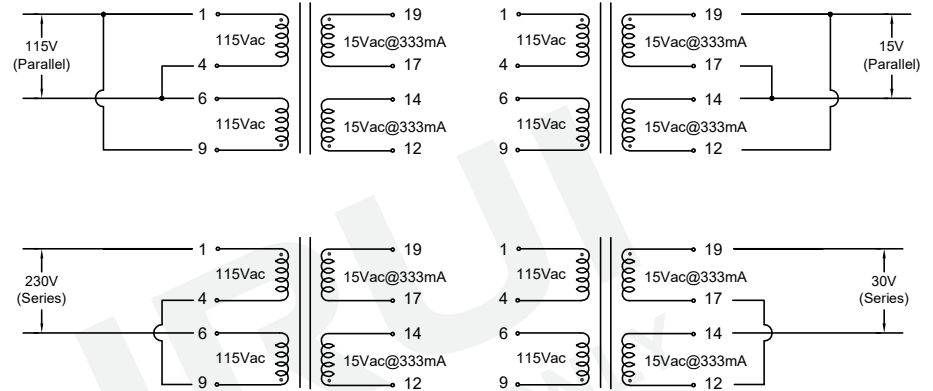 1 19 1 19
115V 115Vac 15Vac@333mA 115Vac 15Vac@333mA 15V
(Parallel) (Parallel)
4 17 4 17
6 14 6 14
115Vac 15Vac@333mA 115Vac 15Vac@333mA
9 12 9 12
1 19 1 19
230V 115Vac 15Vac@333mA 115Vac 15Vac@333mA 30V
(Series) (Series)
4 17 4 17
6 14 6 14
115Vac 15Vac@333mA 115Vac 15Vac@333mA
9 12 9 12
IRUI